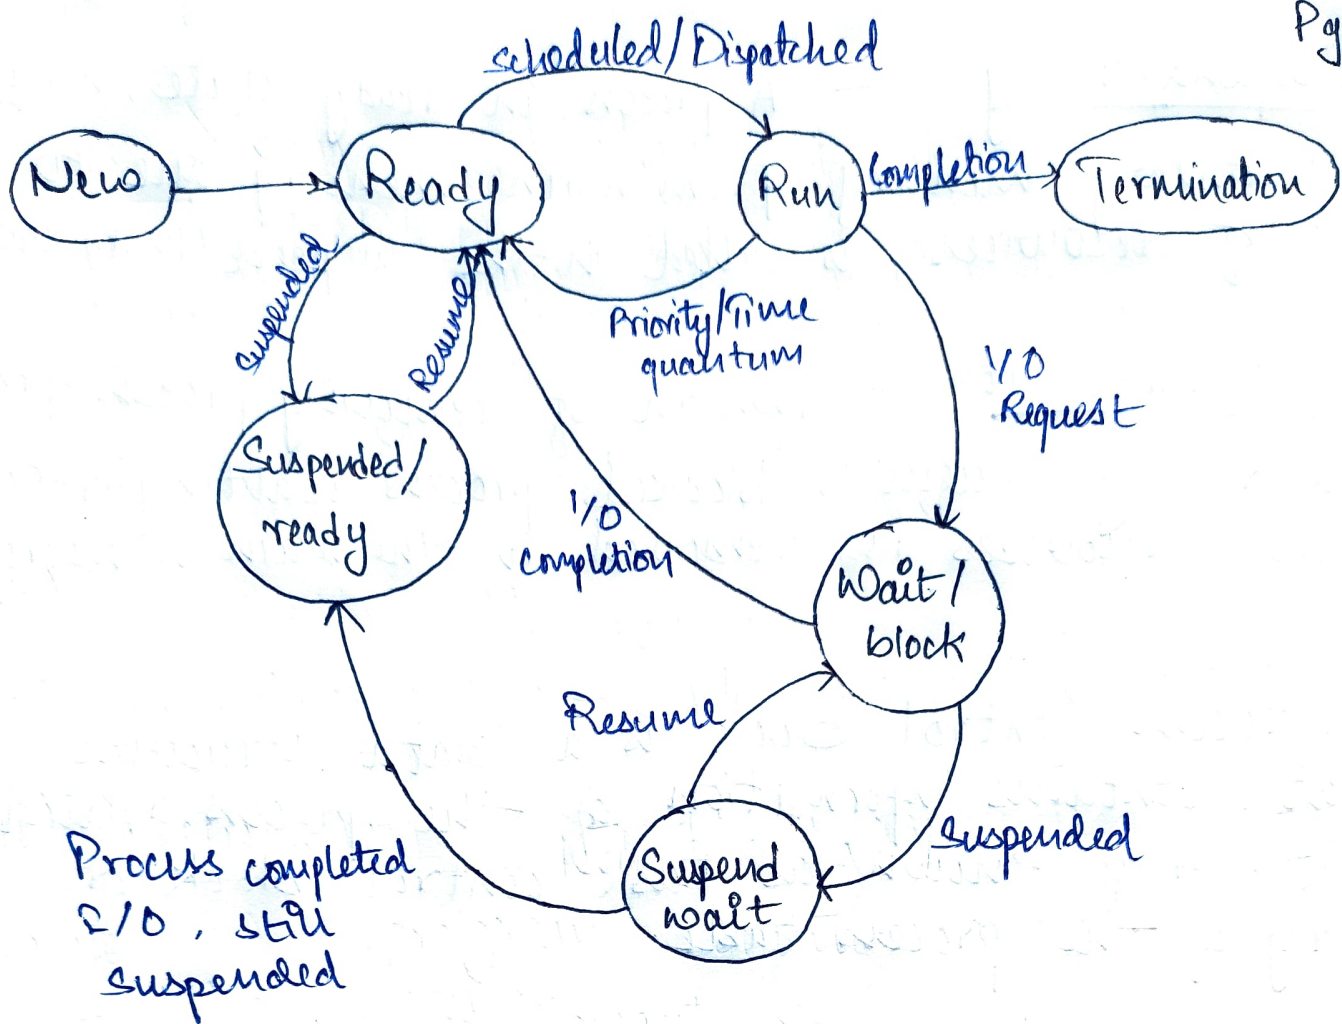 Pg
scheduled/Dispatched
New
Ready
Run
Completion
Termination
Suspended
Resume
Priority/Time
quantum
I/O
Request
Suspended/
ready
I/O
completion
Wait/
block
Resume
Suspended
Suspend
wait
Process completed
I/O, still
suspended